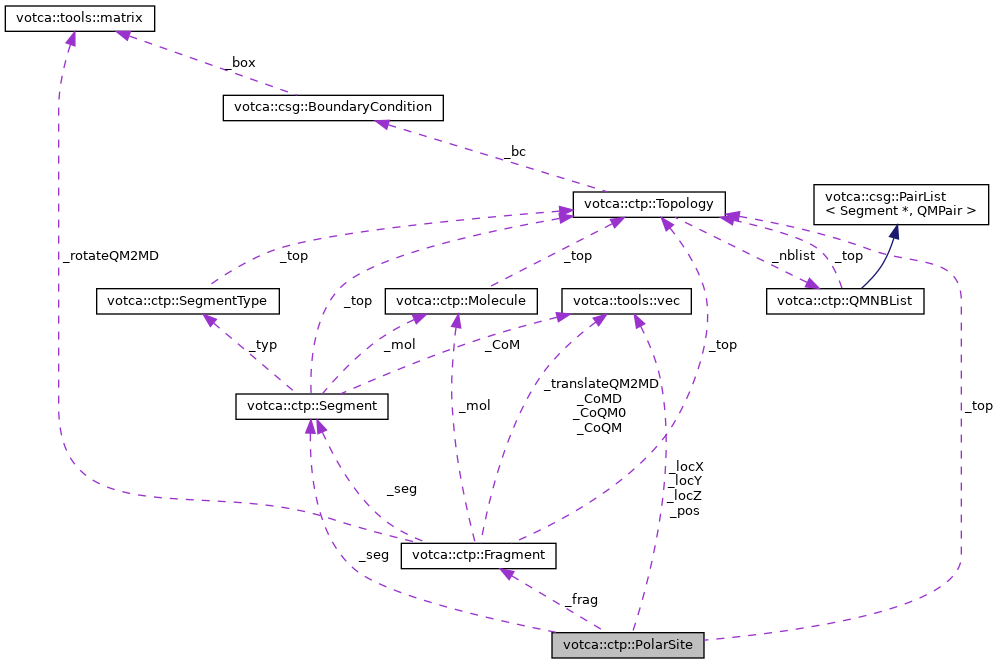 votca::tools::matrix
_box
votca::csg::BoundaryCondition
_bc
votca::csg::PairList
< Segment *, QMPair >
votca::ctp::Topology
_rotateQM2MD
_top
_top
_nblist
_top
votca::ctp::SegmentType
_top
votca::ctp::Molecule
votca::tools::vec
votca::ctp::QMNBList
_typ
_mol
_CoM
_top
votca::ctp::Segment
_mol
_translateQM2MD
_CoMD
_CoQM0
_CoQM
_top
_seg
_locX
_locY
_locZ
_pos
_seg
votca::ctp::Fragment
_frag
votca::ctp::PolarSite